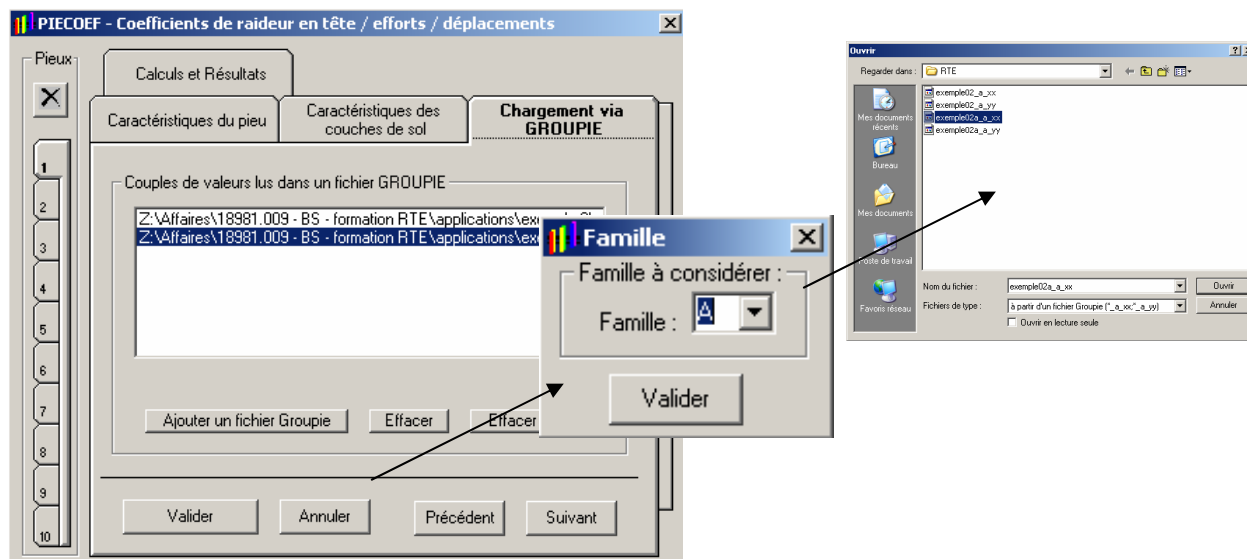 PIECOEF - Coefficients de raideur en tête / efforts / déplacements
Pieux
1
2
3
4
5
6
7
8
9
10
Calculs et Résultats
Caractéristiques du pieu
Caractéristiques des
couches de sol
Chargement via
GROUPIE
Couples de valeurs lus dans un fichier GROUPIE
Z:\Affaires\18981.009 - BS - formation RTE\applications\
Z:\Affaires\18981.009 - BS - formation RTE\applications\
Ajouter un fichier Groupie
Effacer
Effacer
Valider
Annuler
Précédent
Suivant
Famille
Famille à considérer :
Famille :
A
Valider
Ouvrir
Regarder dans :
RTE
Mes documents
récents
Bureau
Mes documents
Poste de travail
Favoris réseau
exemple02_a_xx
exemple02_a_yy
exemple02a_a_xx
exemple02a_a_yy
Nom du fichier :
exemple02a_a_xx
Ouvrir
Fichiers de type :
à partir d'un fichier Groupie (*_a_xx;*_a_yy)
Annuler
Ouvrir en lecture seule